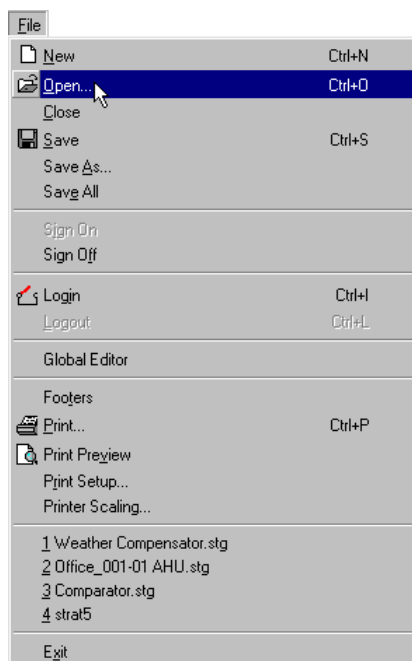 File
New Ctrl+N
Open... Ctrl+O
Close
Save Ctrl+S
Save As...
Save All
Sign On
Sign Off
Login Ctrl+I
Logout Ctrl+L
Global Editor
Footers
Print... Ctrl+P
Print Preview
Print Setup...
Printer Scaling...
1 Weather Compensator.stg
2 Office_001-01 AHU.stg
3 Comparator.stg
4 strat5
Exit